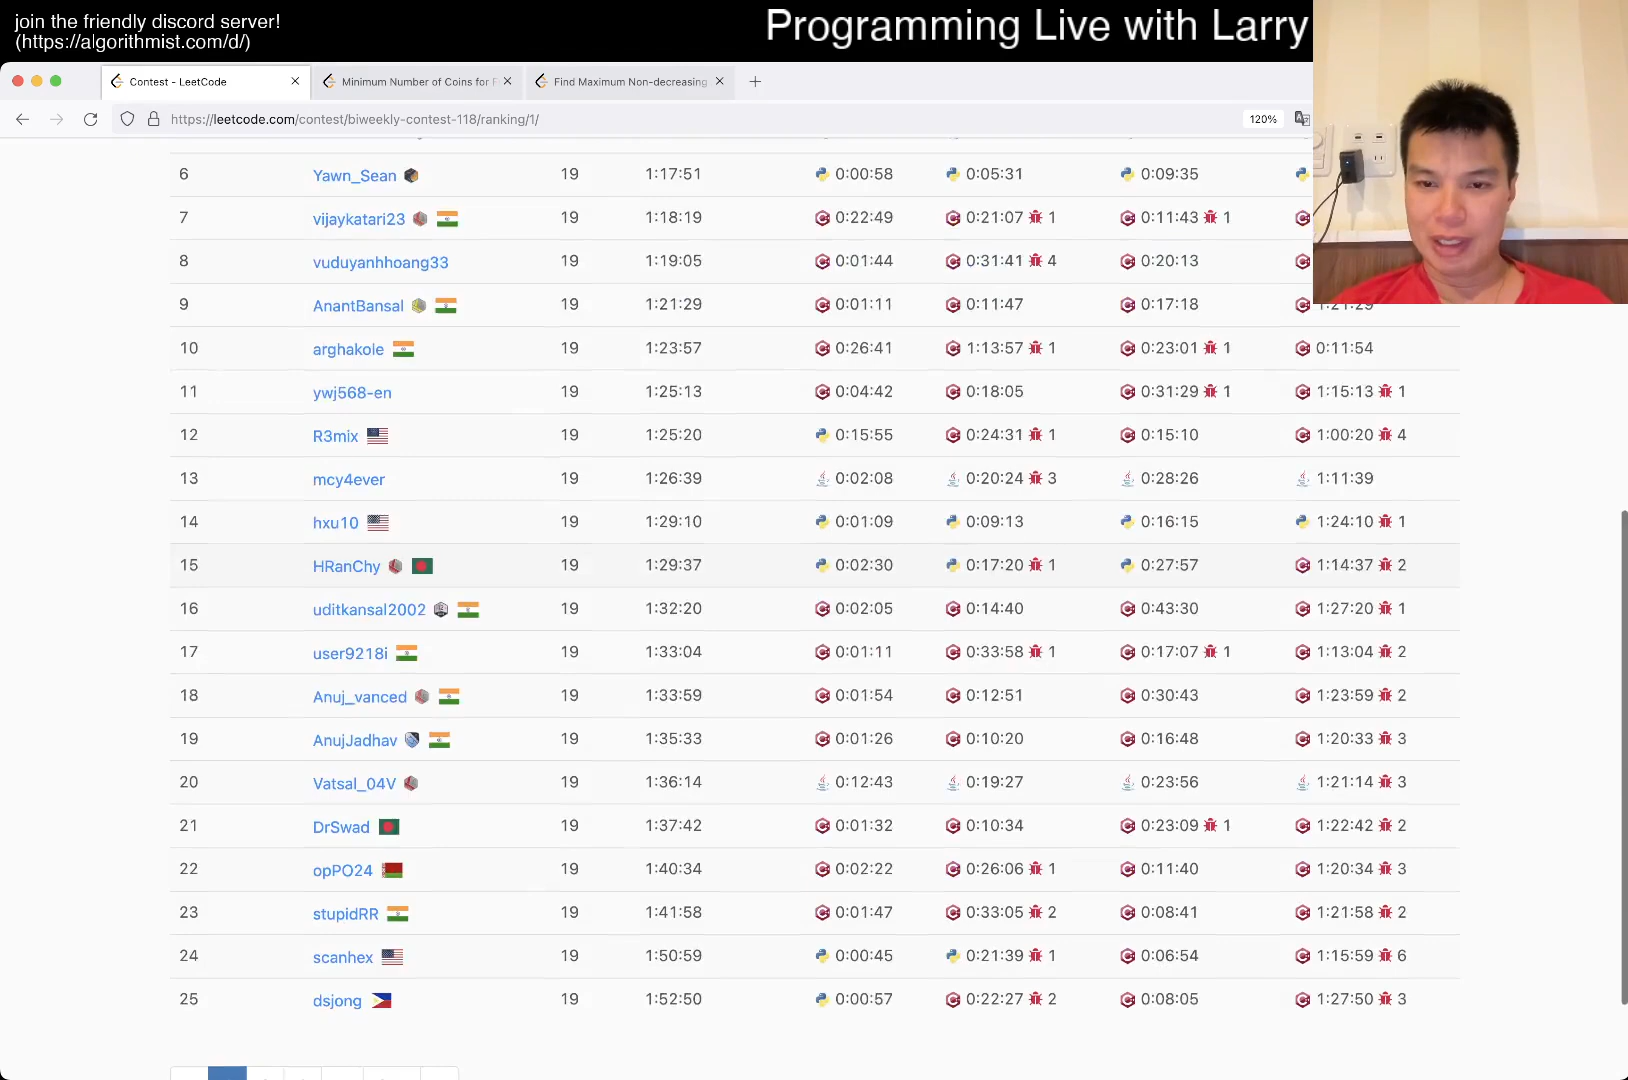 join the friendly discord server!
(https://algorithmist.com/d/)
Programming Live with Larry
Contest - LeetCode
Minimum Number of Coins for
Find Maximum Non-decreasing
https://leetcode.com/contest/biweekly-contest-118/ranking/1/
120%
6 Yawn_Sean 19 1:17:51 0:00:58 0:05:31 0:09:35
7 vijaykatari23 19 1:18:19 0:22:49 0:21:07 1 0:11:43 1
8 vuduyanhhoang33 19 1:19:05 0:01:44 0:31:41 4 0:20:13
9 AnantBansal 19 1:21:29 0:01:11 0:11:47 0:17:18 1:21:29
10 arghakole 19 1:23:57 0:26:41 1:13:57 1 0:23:01 1 0:11:54
11 ywj568-en 19 1:25:13 0:04:42 0:18:05 0:31:29 1 1:15:13 1
12 R3mix 19 1:25:20 0:15:55 0:24:31 1 0:15:10 1:00:20 4
13 mcy4ever 19 1:26:39 0:02:08 0:20:24 3 0:28:26 1:11:39
14 hxu10 19 1:29:10 0:01:09 0:09:13 0:16:15 1:24:10 1
15 HRanChy 19 1:29:37 0:02:30 0:17:20 1 0:27:57 1:14:37 2
16 uditkansal2002 19 1:32:20 0:02:05 0:14:40 0:43:30 1:27:20 1
17 user9218i 19 1:33:04 0:01:11 0:33:58 1 0:17:07 1 1:13:04 2
18 Anuj_vanced 19 1:33:59 0:01:54 0:12:51 0:30:43 1:23:59 2
19 AnujJadhav 19 1:35:33 0:01:26 0:10:20 0:16:48 1:20:33 3
20 Vatsal_04V 19 1:36:14 0:12:43 0:19:27 0:23:56 1:21:14 3
21 DrSwad 19 1:37:42 0:01:32 0:10:34 0:23:09 1 1:22:42 2
22 opPO24 19 1:40:34 0:02:22 0:26:06 1 0:11:40 1:20:34 3
23 stupidRR 19 1:41:58 0:01:47 0:33:05 2 0:08:41 1:21:58 2
24 scanhex 19 1:50:59 0:00:45 0:21:39 1 0:06:54 1:15:59 6
25 dsjong 19 1:52:50 0:00:57 0:22:27 2 0:08:05 1:27:50 3